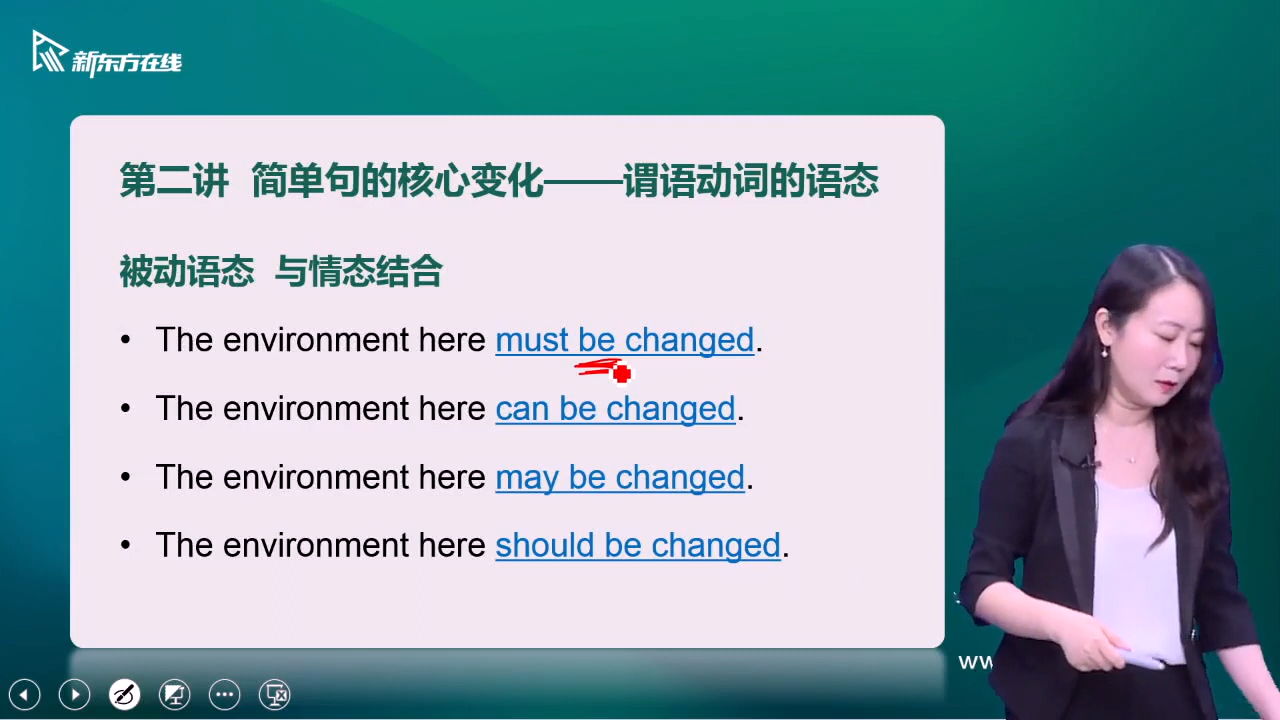 新东方在线
第二讲 简单句的核心变化——谓语动词的语态
被动语态 与情态结合
• The environment here must be changed.
• The environment here can be changed.
• The environment here may be changed.
• The environment here should be changed.